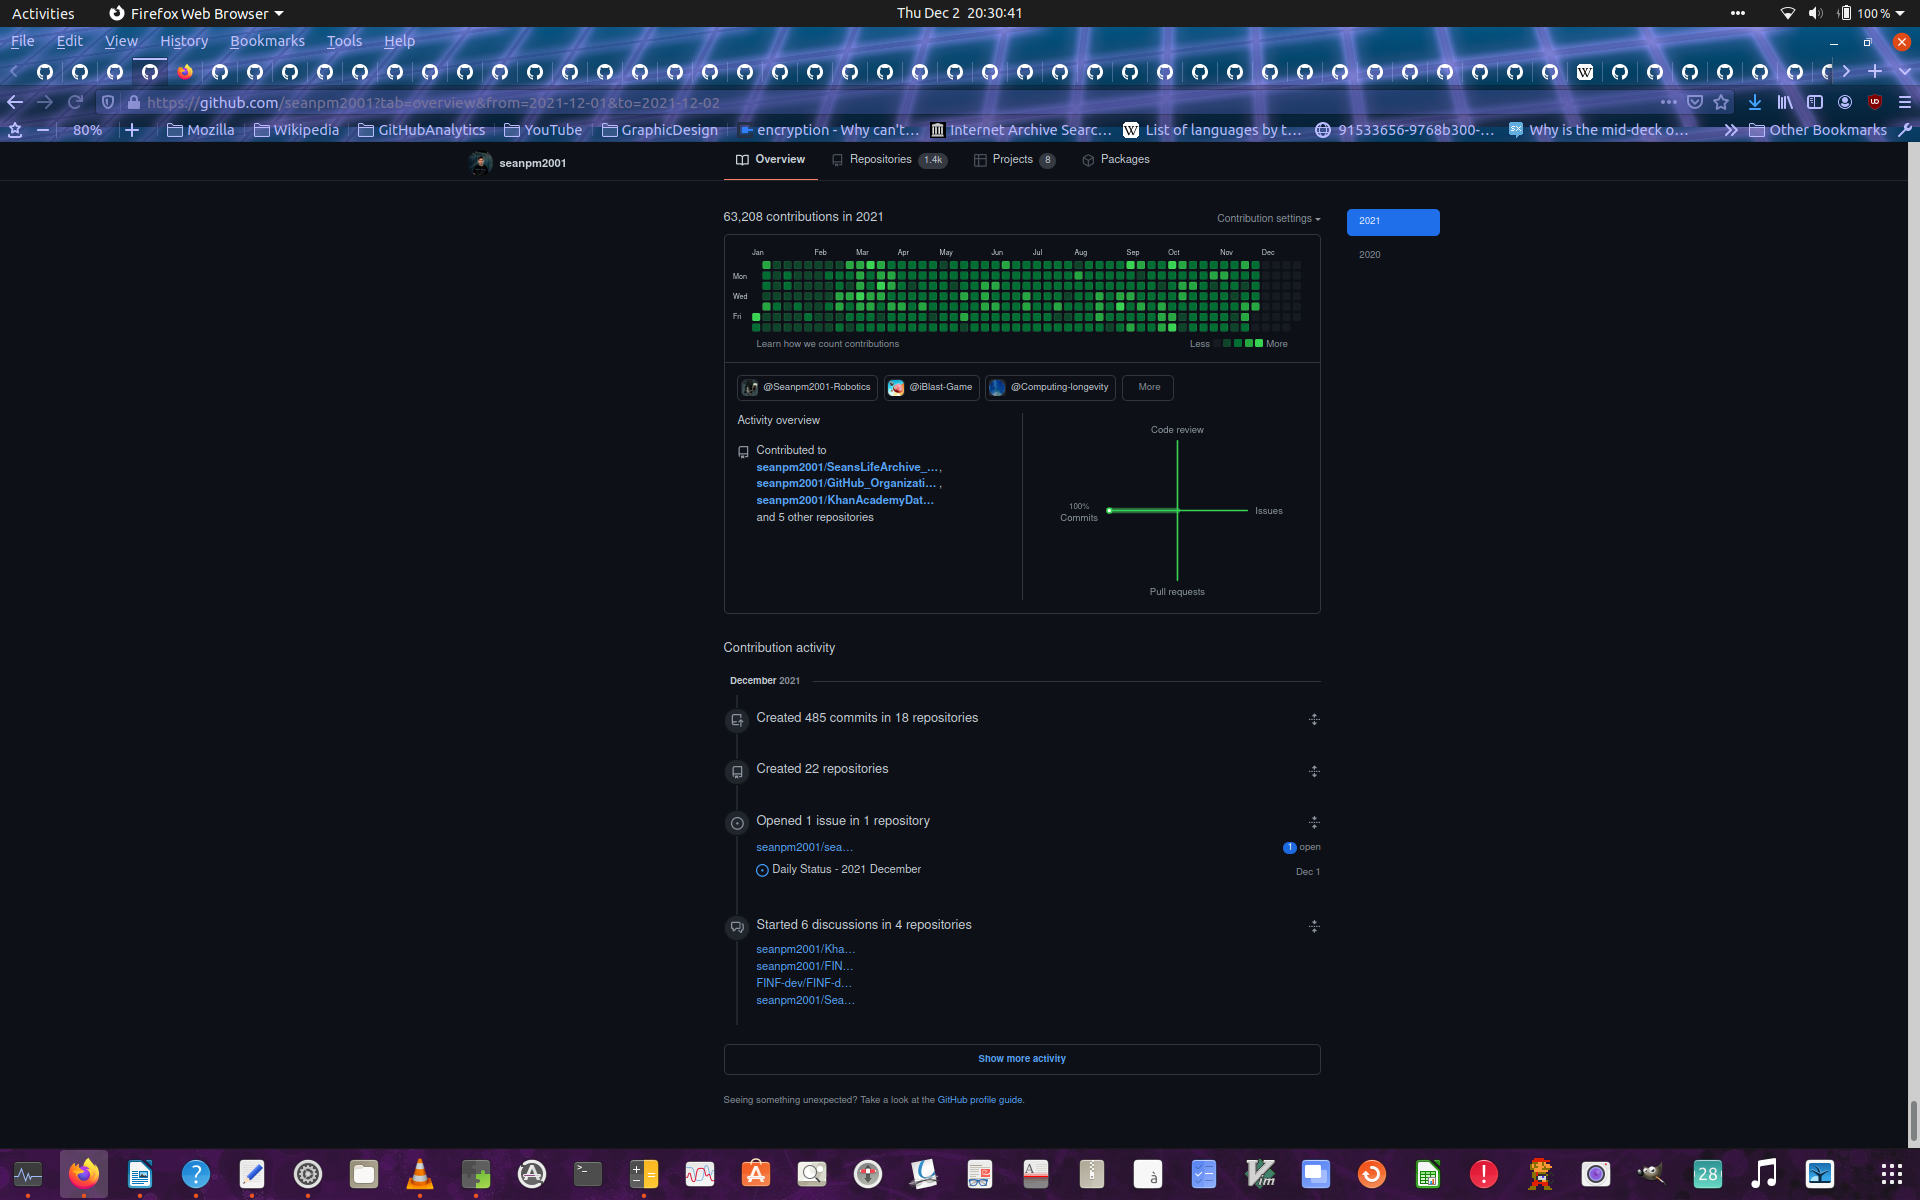 Activities
Firefox Web Browser
Thu Dec 2 20:30:41
100 %
File Edit View History Bookmarks Tools Help
https://github.com/seanpm2001?tab=overview&from=2021-12-01&to=2021-12-02
80%
Mozilla
Wikipedia
GitHubAnalytics
YouTube
GraphicDesign
encryption - Why can't…
Internet Archive Searc…
List of languages by t…
91533656-9768b300-…
Why is the mid-deck o…
Other Bookmarks
seanpm2001
Overview
Repositories 1.4k
Projects 8
Packages
63,208 contributions in 2021
Contribution settings
2021
2020
Jan Feb Mar Apr May Jun Jul Aug Sep Oct Nov Dec
Mon
Wed
Fri
Learn how we count contributions
Less
More
@Seanpm2001-Robotics
@iBlast-Game
@Computing-longevity
More
Activity overview
Contributed to
seanpm2001/SeansLifeArchive_…,
seanpm2001/GitHub_Organizati… ,
seanpm2001/KhanAcademyDat…
and 5 other repositories
Code review
100%
Commits
Issues
Pull requests
Contribution activity
December 2021
Created 485 commits in 18 repositories
Created 22 repositories
Opened 1 issue in 1 repository
seanpm2001/sea…
1 open
Daily Status - 2021 December
Dec 1
Started 6 discussions in 4 repositories
seanpm2001/Kha…
seanpm2001/FIN…
FINF-dev/FINF-d…
seanpm2001/Sea…
Show more activity
Seeing something unexpected? Take a look at the GitHub profile guide.
28